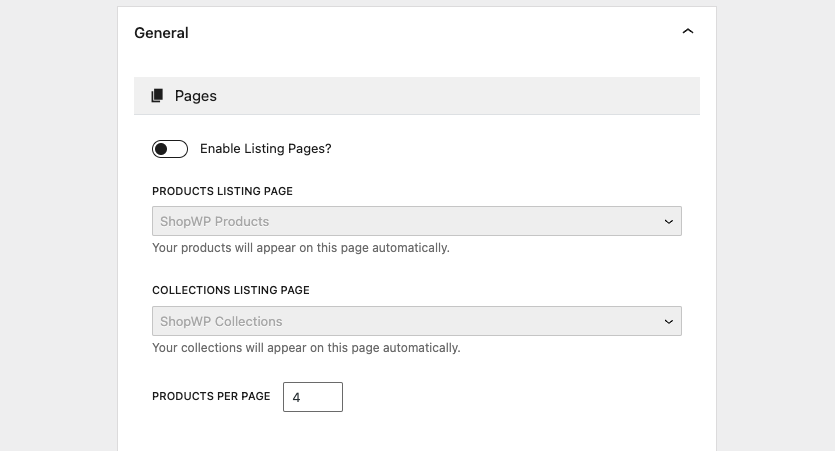 General
Pages
Enable Listing Pages?
PRODUCTS LISTING PAGE
ShopWP Products
Your products will appear on this page automatically.
COLLECTIONS LISTING PAGE
ShopWP Collections
Your collections will appear on this page automatically.
PRODUCTS PER PAGE 4